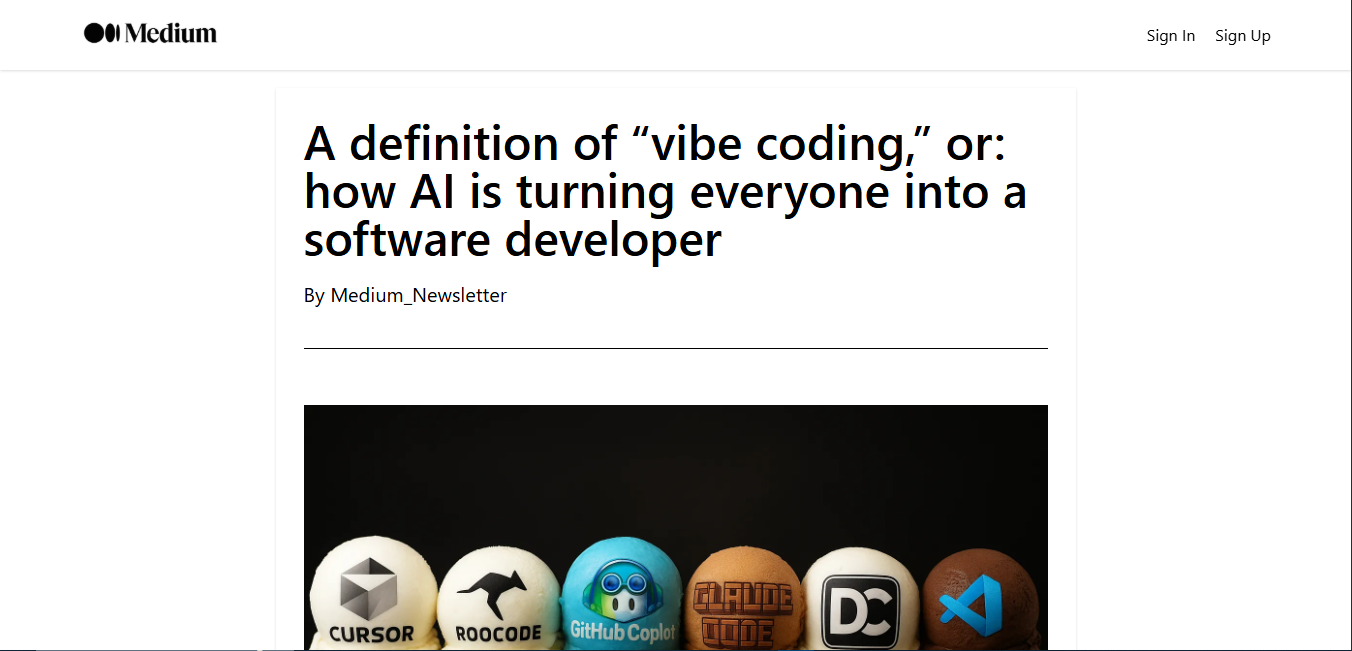 Medium
Sign In
Sign Up
A definition of “vibe coding,” or:
how AI is turning everyone into a
software developer
By Medium_Newsletter
CURSOR
ROOCODE
GitHub Coplot
CLAUDE
CODE
DC